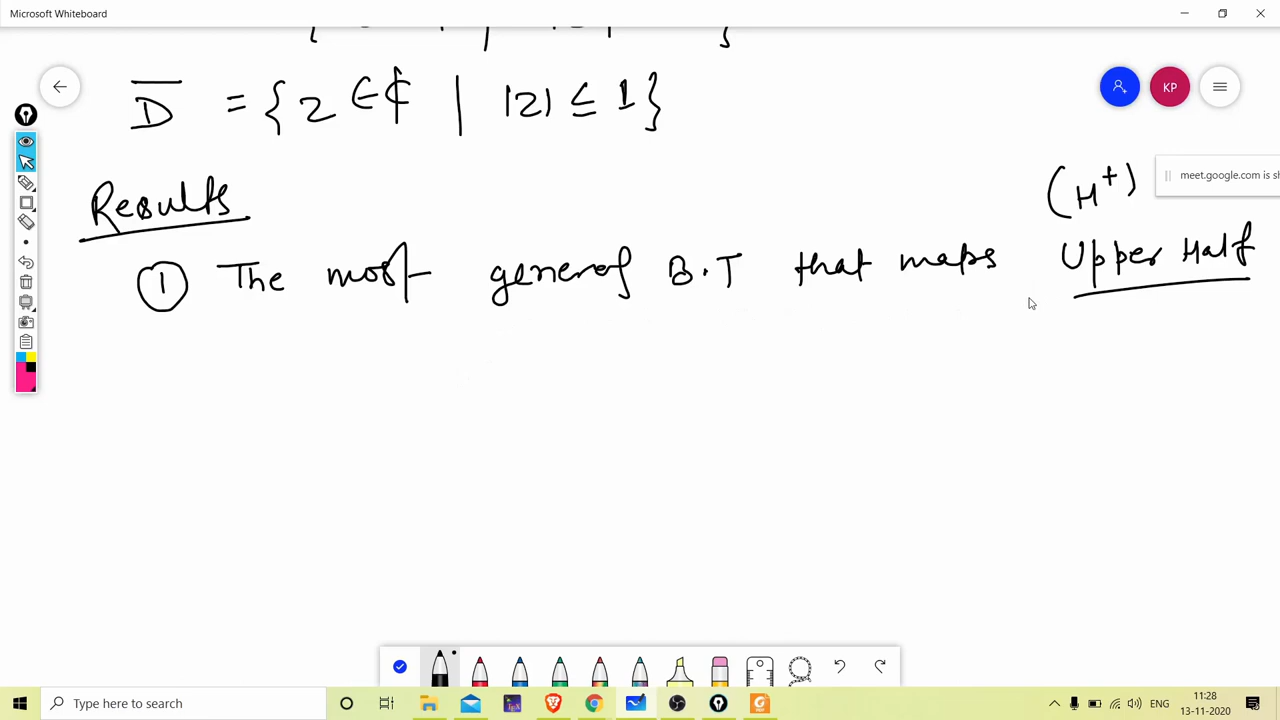 Microsoft Whiteboard
D̅ = {z ∈ ℂ | |z| ≤ 1}
KP
meet.google.com is sh
Results
(H⁺)
① The most general B.T that maps Upper Half
Type here to search
ENG
11:28
13-11-2020